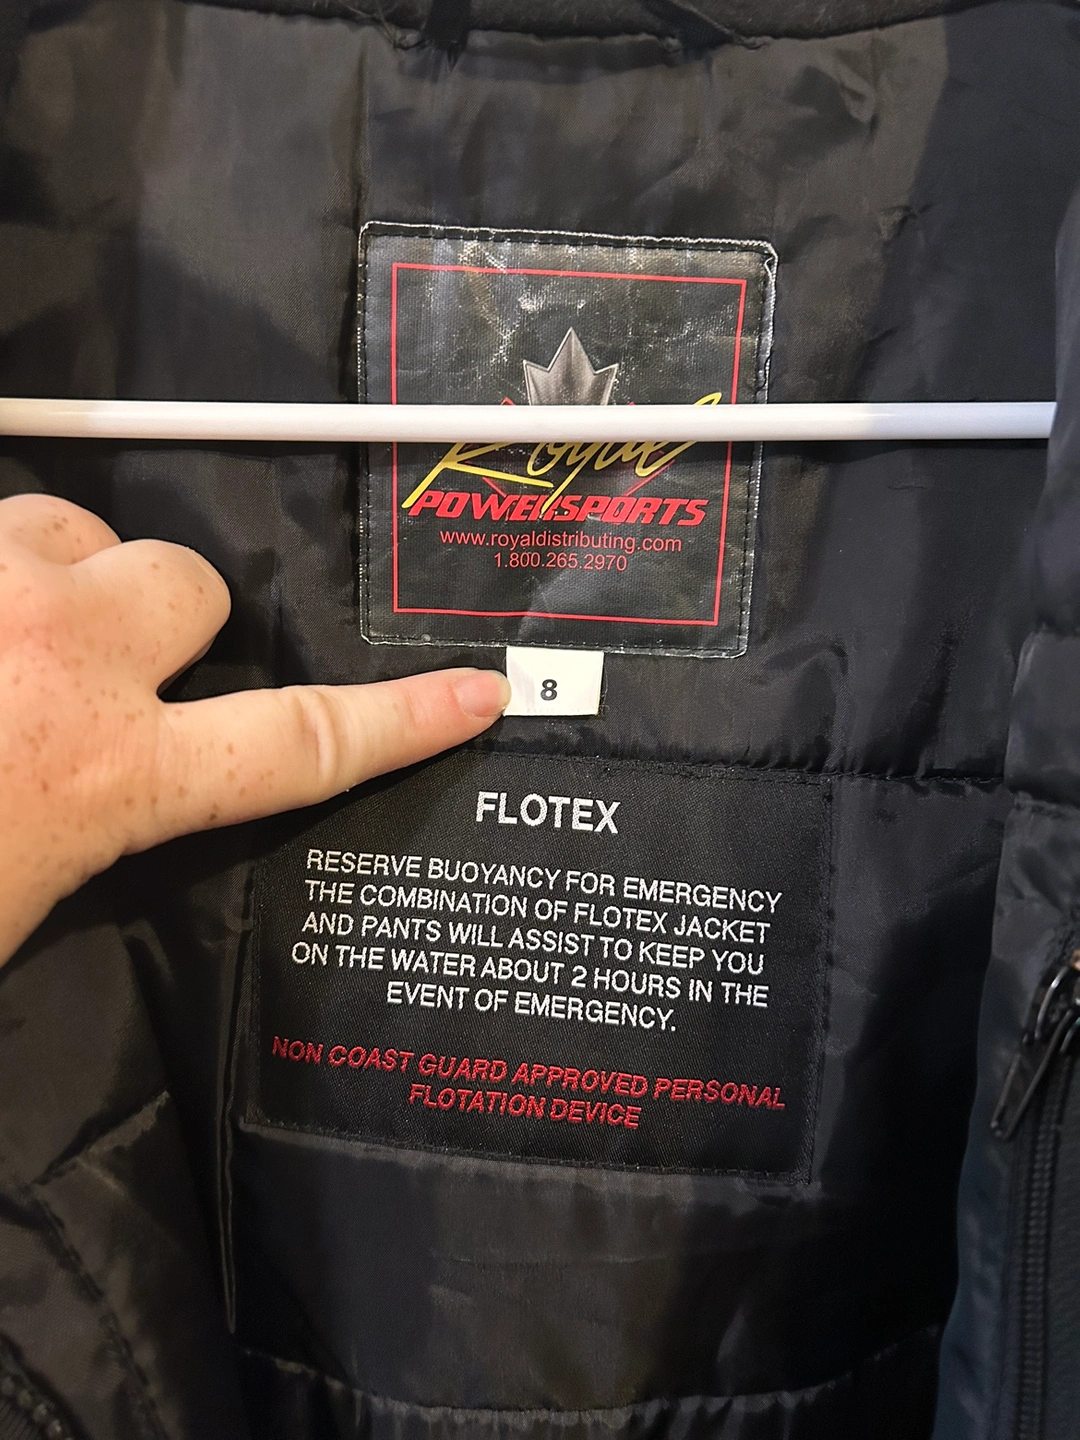 Royal
POWERSPORTS
www.royaldistributing.com
1.800.265.2970
8
FLOTEX
RESERVE BUOYANCY FOR EMERGENCY
THE COMBINATION OF FLOTEX JACKET
AND PANTS WILL ASSIST TO KEEP YOU
ON THE WATER ABOUT 2 HOURS IN THE
EVENT OF EMERGENCY.
NON COAST GUARD APPROVED PERSONAL
FLOTATION DEVICE